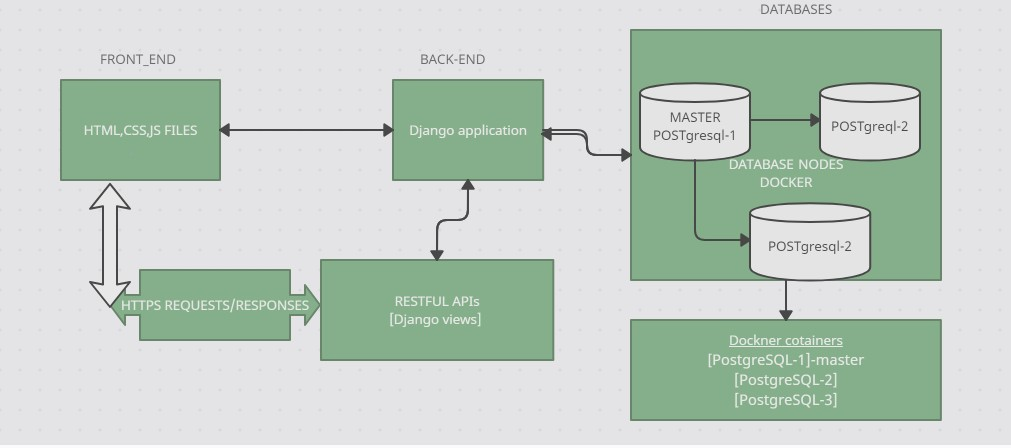 DATABASES
FRONT_END
BACK-END
HTML,CSS,JS FILES
Django application
MASTER
POSTgresql-1
POSTgreql-2
DATABASE NODES
DOCKER
POSTgresql-2
HTTPS REQUESTS/RESPONSES
RESTFUL APIs
[Django views]
Dockner cotainers
[PostgreSQL-1]-master
[PostgreSQL-2]
[PostgreSQL-3]